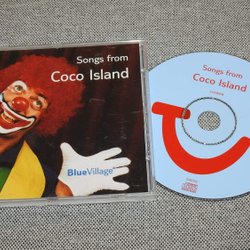 Songs from
Coco Island
BlueVillage
Songs from
Coco Island